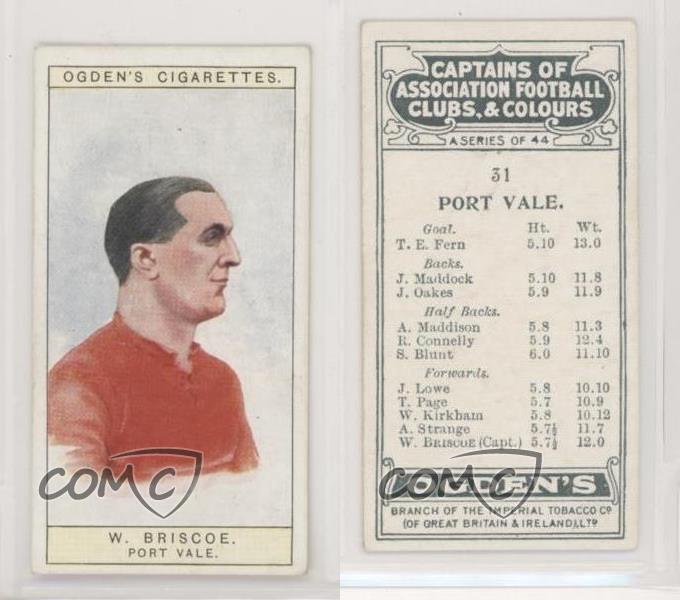 OGDEN'S CIGARETTES.
W. BRISCOE.
PORT VALE.
COMC
CAPTAINS OF
ASSOCIATION FOOTBALL
CLUBS, & COLOURS
A SERIES OF 44
31
PORT VALE.
Goal. Ht. Wt.
T. E. Fern 5.10 13.0
Backs.
J. Maddock 5.10 11.8
J. Oakes 5.9 11.9
Half Backs.
A. Maddison 5.8 11.3
R. Connelly 5.9 12.4
S. Blunt 6.0 11.10
Forwards.
J. Lowe 5.8 10.10
T. Page 5.7 10.9
W. Kirkham 5.8 10.12
A. Strange 5.7½ 11.7
W. BRISCOE (Capt.) 5.7½ 12.0
OGDEN'S
COMC
BRANCH OF THE IMPERIAL TOBACCO Co
(OF GREAT BRITAIN & IRELAND), LTD